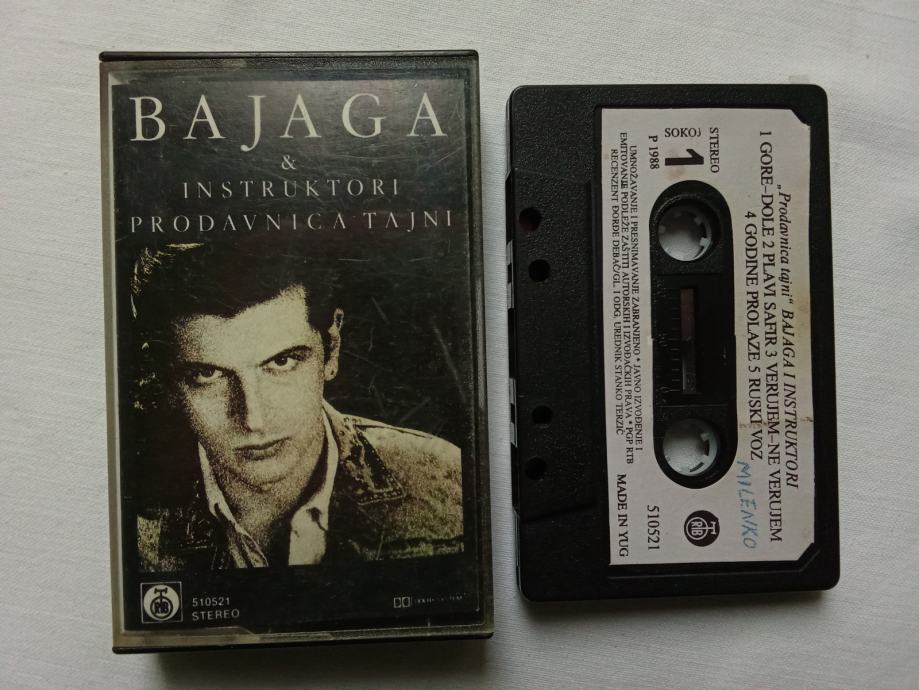 BAJAGA
&
INSTRUKTORI
PRODAVNICA TAJNI
RTB
510521
STEREO
„Prodavnica tajni“ BAJAGA I INSTRUKTORI
1 GORE–DOLE 2 PLAVI SAFIR 3 VERUJEM–NE VERUJEM
4 GODINE PROLAZE 5 RUSKI VOZ
MILENKO
STEREO
SOKOJ
1
P 1988
RTB
510521
MADE IN YUG
UMNOŽAVANJE I PRESNIMAVANJE ZABRANJENO * JAVNO IZVOĐENJE I
EMITOVANJE PODLEŽE ZAŠTITI AUTORSKIH I IZVOĐAČKIH PRAVA * PGP RTB
RECENZENT ĐORĐE DEBAČ/GL. I ODG. UREDNIK STANKO TERZIĆ